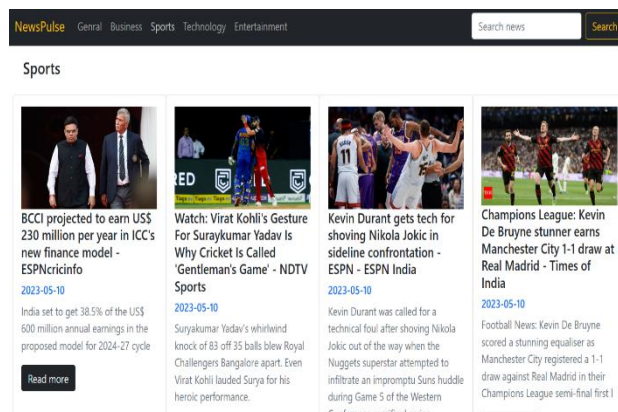 NewsPulse Genral Business Sports Technology Entertainment Search news Search
Sports
BCCI projected to earn US$
230 million per year in ICC's
new finance model -
ESPNcricinfo
2023-05-10
India set to get 38.5% of the US$
600 million annual earnings in the
proposed model for 2024-27 cycle
Read more
RED
Watch: Virat Kohli's Gesture
For Suraykumar Yadav Is
Why Cricket Is Called
'Gentleman's Game' - NDTV
Sports
2023-05-10
Suryakumar Yadav's whirlwind
knock of 83 off 35 balls blew Royal
Challengers Bangalore apart. Even
Virat Kohli lauded Surya for his
heroic performance.
11
Kevin Durant gets tech for
shoving Nikola Jokic in
sideline confrontation -
ESPN - ESPN India
2023-05-10
Kevin Durant was called for a
technical foul after shoving Nikola
Jokic out of the way when the
Nuggets superstar attempted to
infiltrate an impromptu Suns huddle
during Game 5 of the Western
Champions League: Kevin
De Bruyne stunner earns
Manchester City 1-1 draw at
Real Madrid - Times of
India
2023-05-10
Football News: Kevin De Bruyne
scored a stunning equaliser as
Manchester City registered a 1-1
draw against Real Madrid in their
Champions League semi-final first l